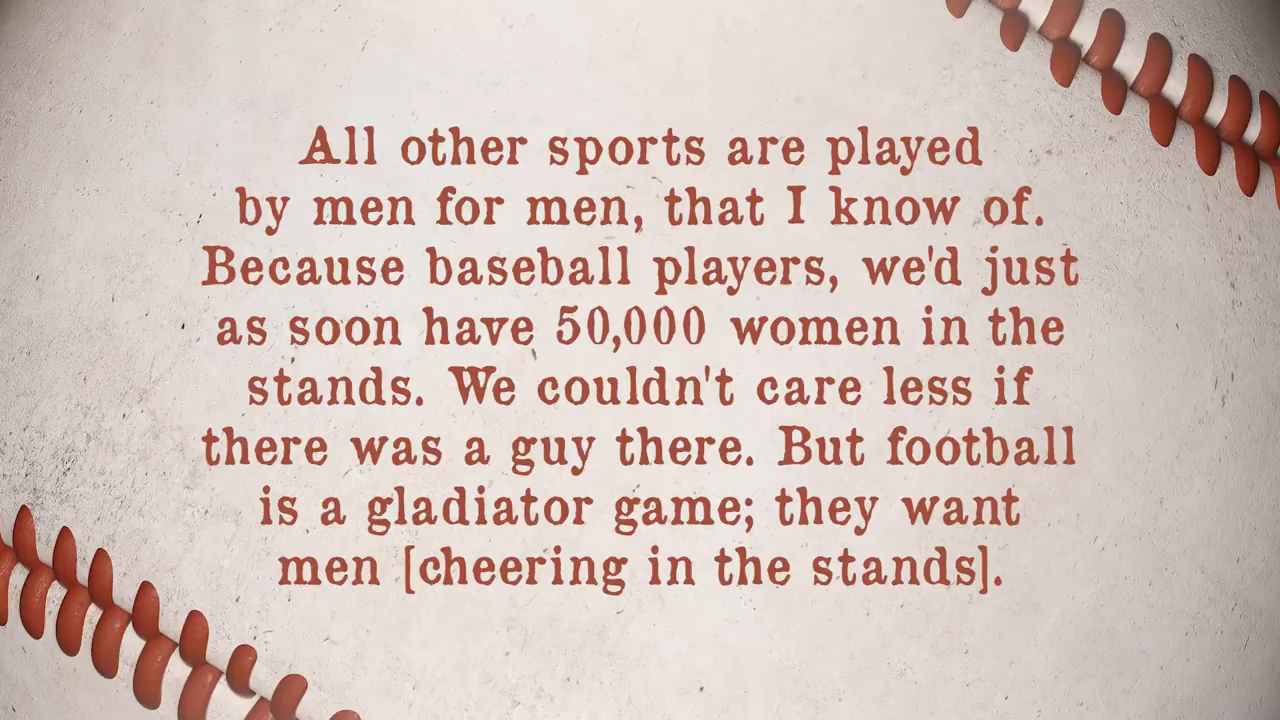 All other sports are played
by men for men, that I know of.
Because baseball players, we'd just
as soon have 50,000 women in the
stands. We couldn't care less if
there was a guy there. But football
is a gladiator game; they want
men [cheering in the stands].